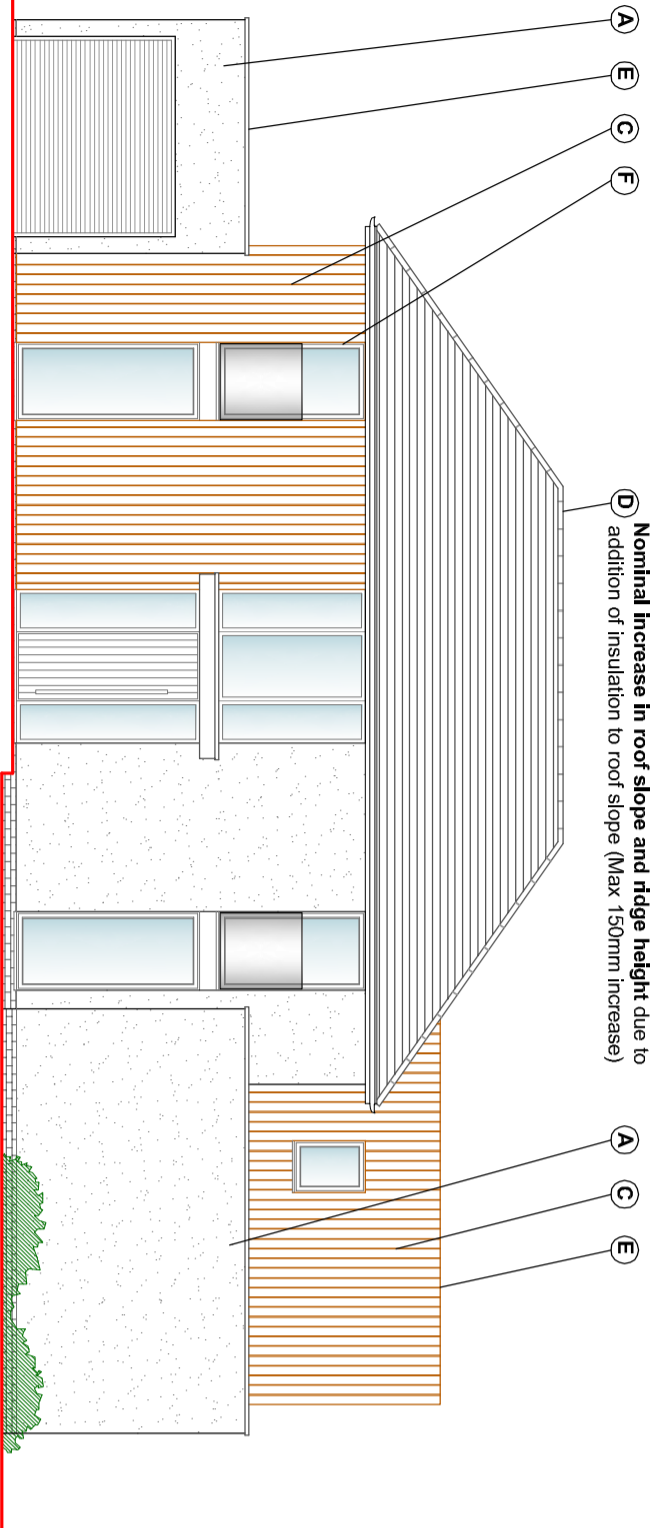 A
E
C
F
D
Nominal increase in roof slope and ridge height due to
addition of insulation to roof slope (Max 150mm increase)
A
C
E